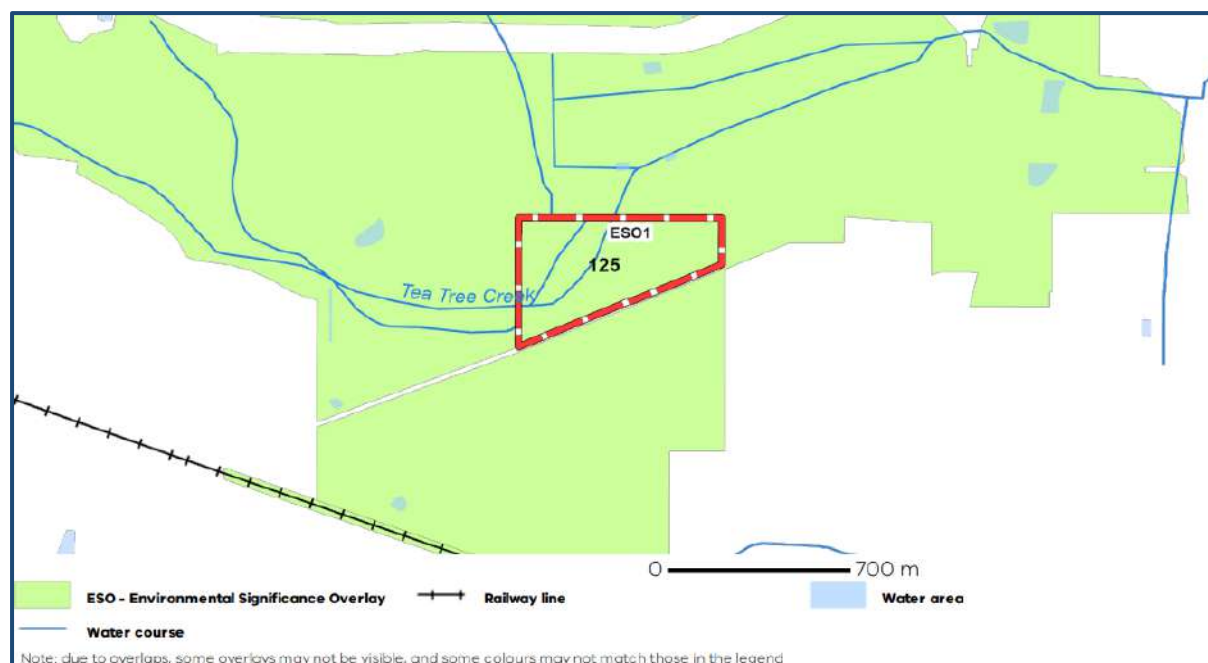 ESO1
125
Tea Tree Creek
0 700 m
ESO - Environmental Significance Overlay Railway line Water area
Water course
Note: due to overlaps, some overlays may not be visible, and some colours may not match those in the legend